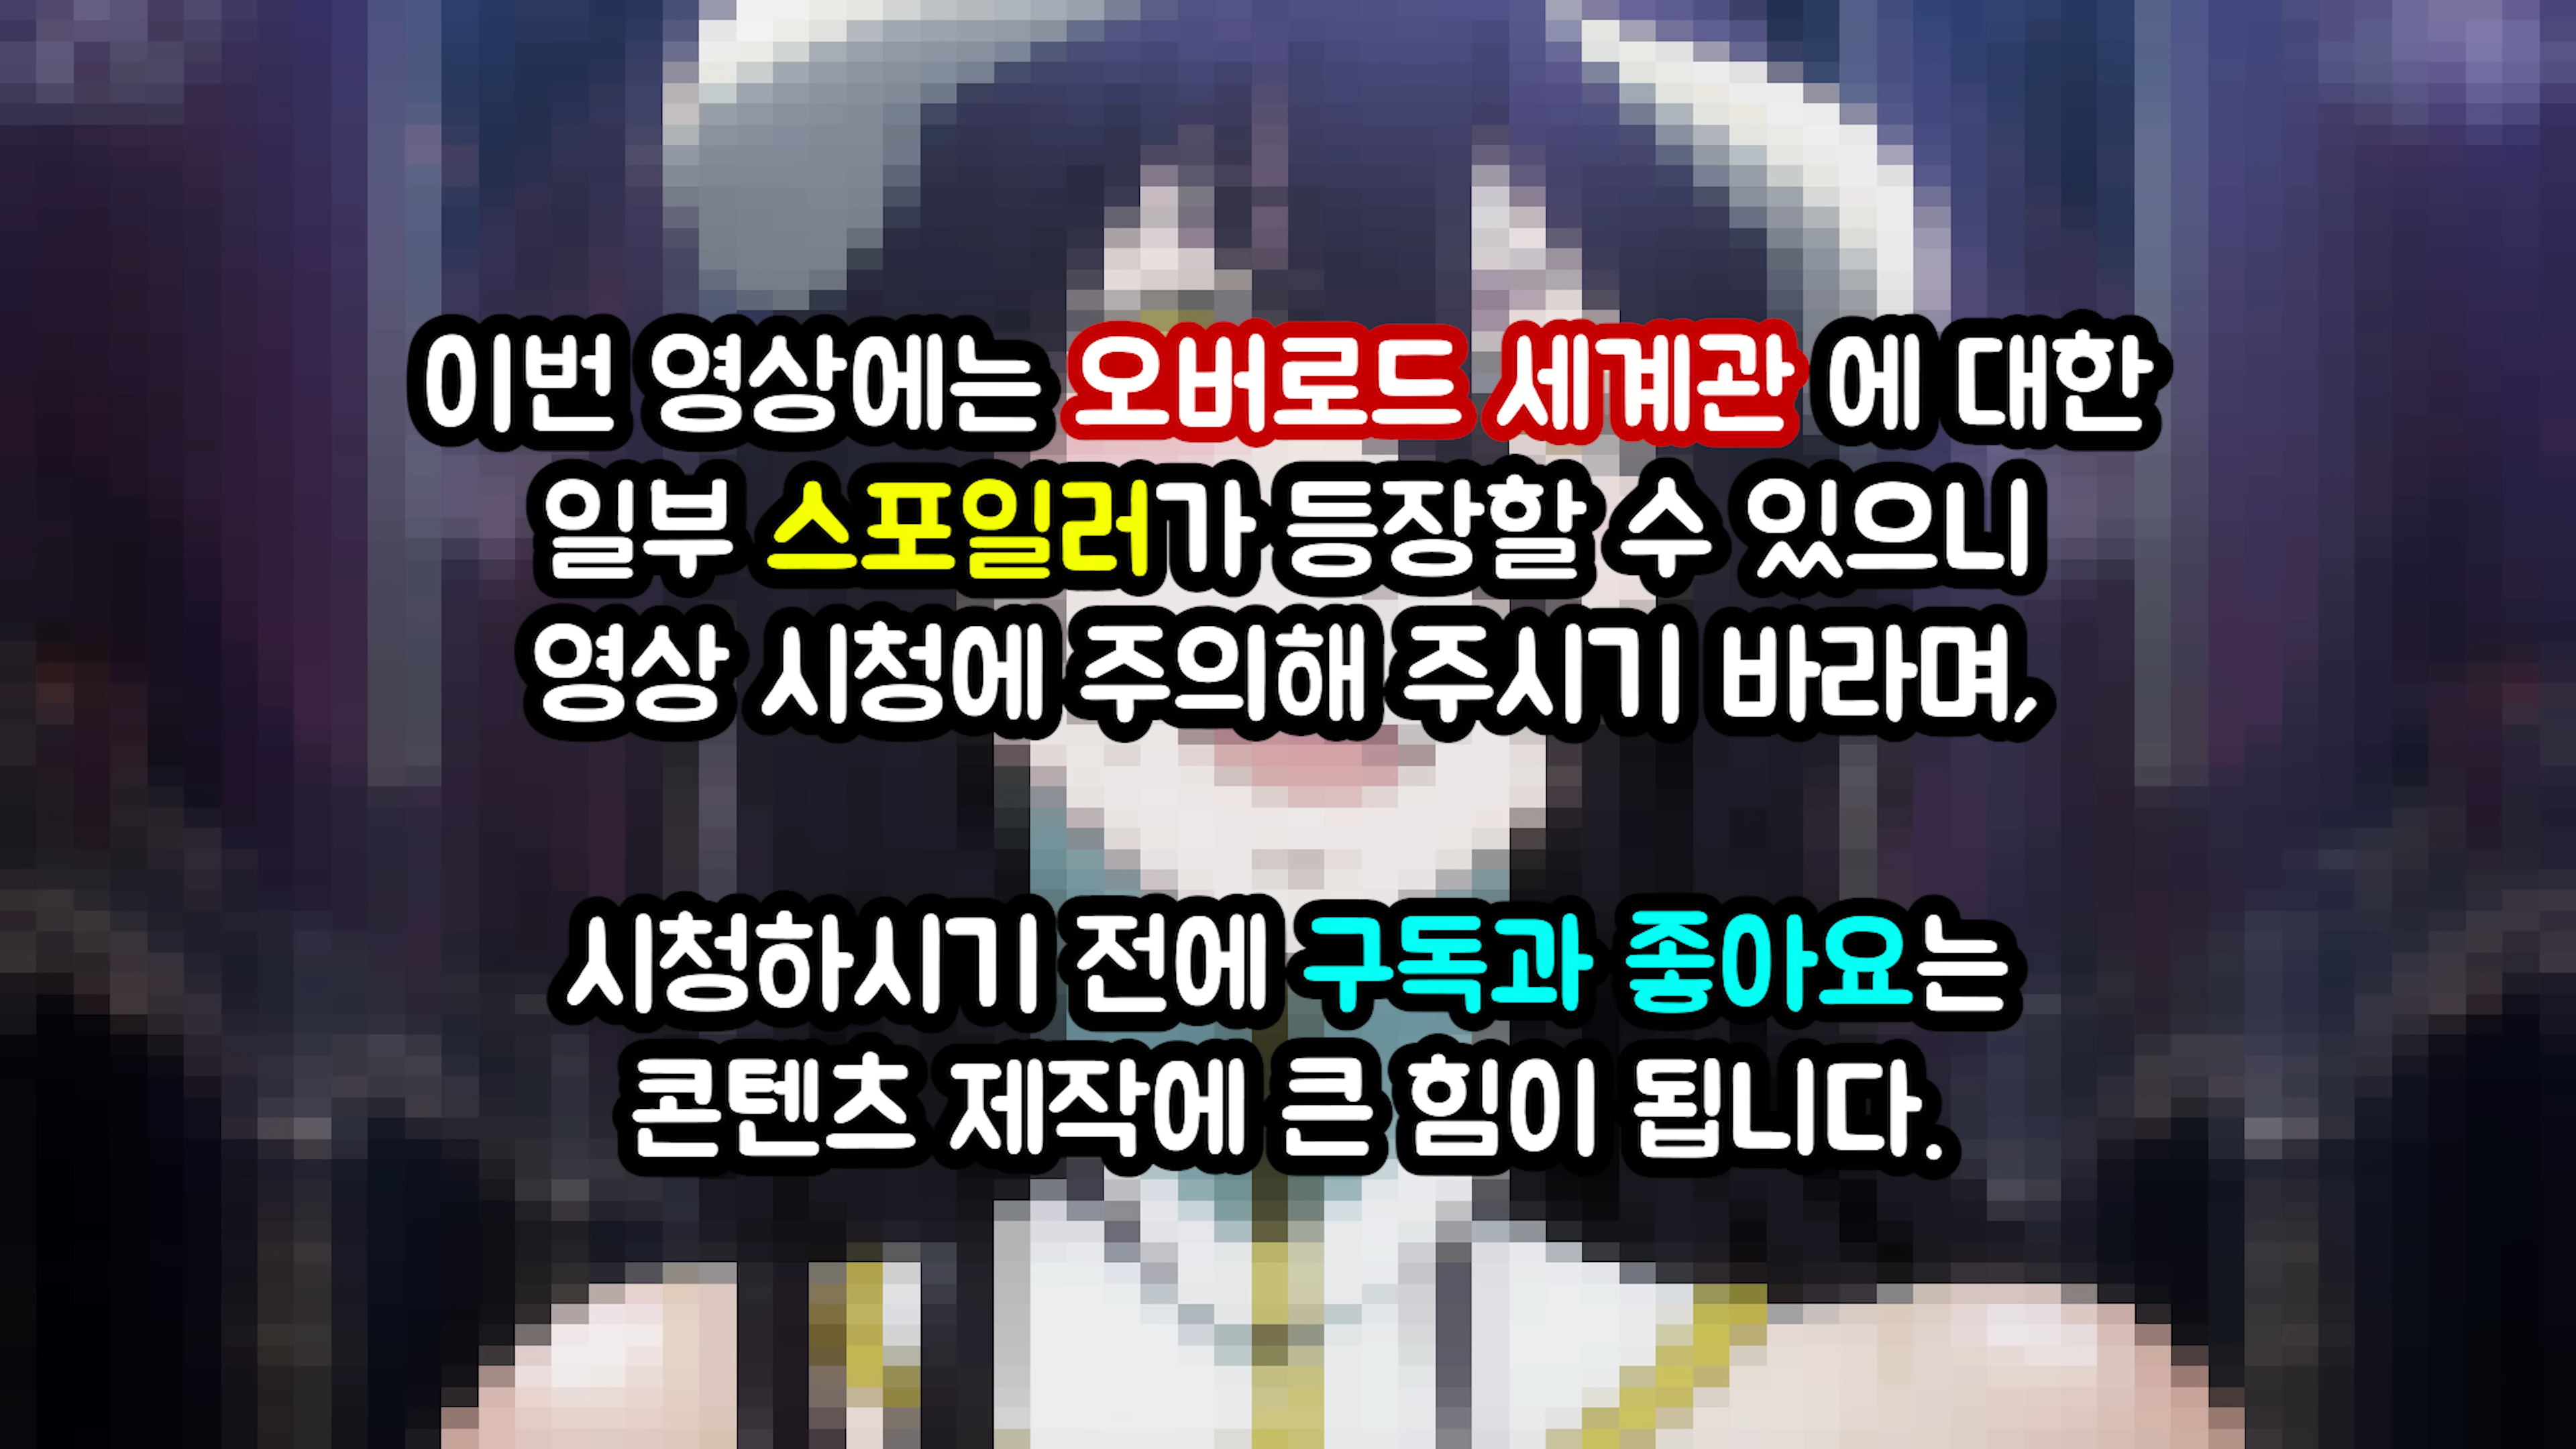 이번 영상에는 오버로드 세계관 에 대한
일부 스포일러가 등장할 수 있으니
영상 시청에 주의해 주시기 바라며,
시청하시기 전에 구독과 좋아요는
콘텐츠 제작에 큰 힘이 됩니다.